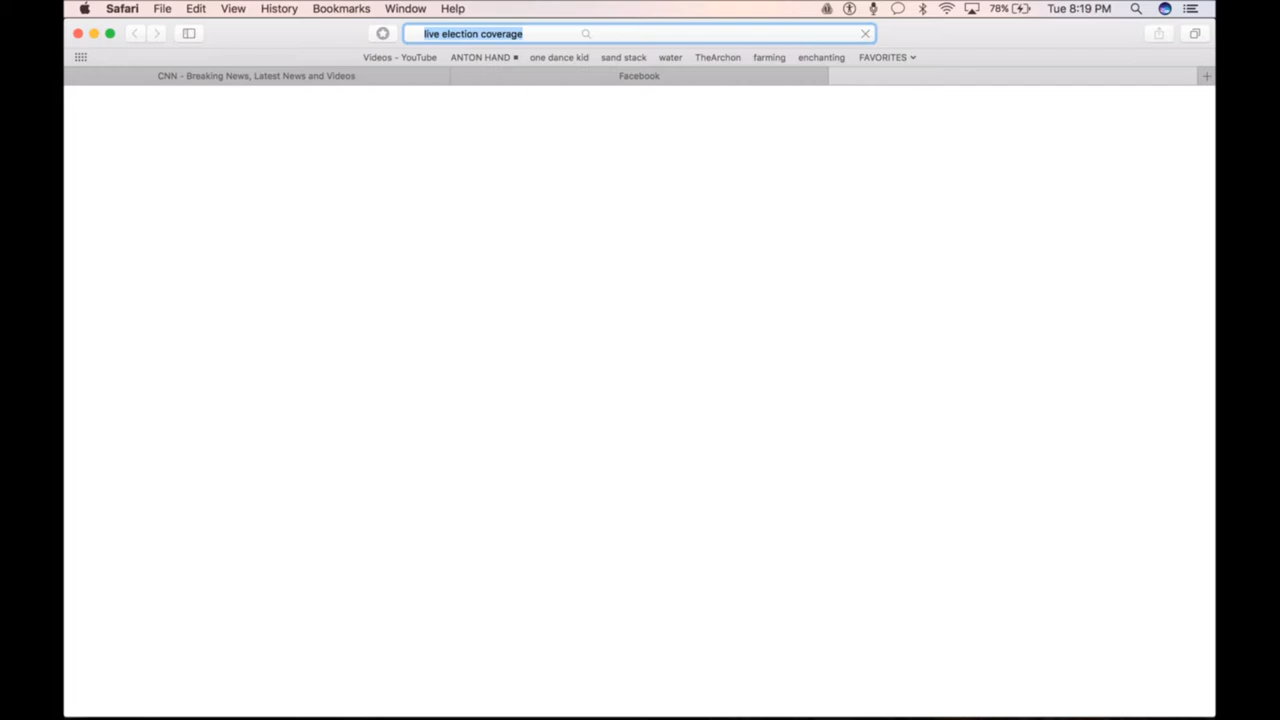 Safari File Edit View History Bookmarks Window Help 78% Tue 8:19 PM
live election coverage
Videos - YouTube ANTON HAND one dance kid sand stack water TheArchon farming enchanting FAVORITES
CNN - Breaking News, Latest News and Videos Facebook